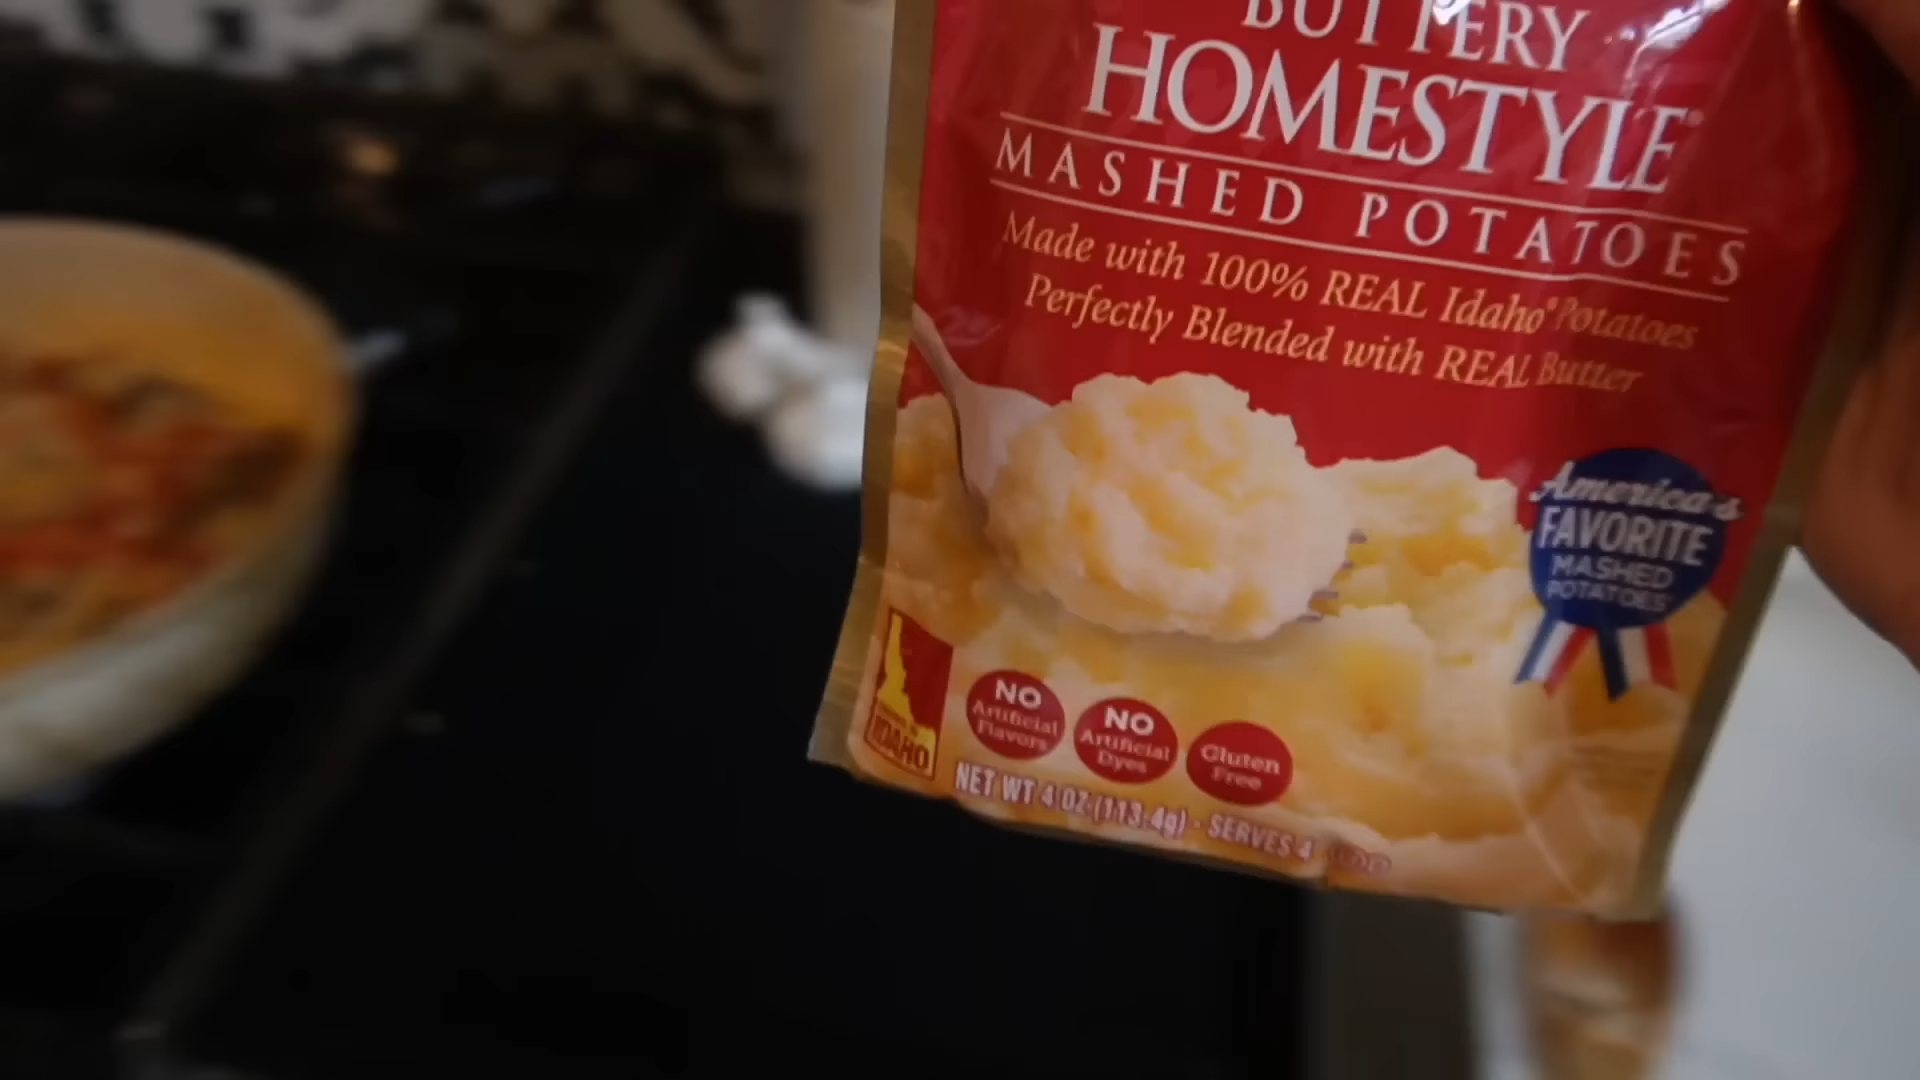 BUTTERY
HOMESTYLE®
MASHED POTATOES
Made with 100% REAL Idaho® Potatoes
Perfectly Blended with REAL Butter
America's
FAVORITE
MASHED
POTATOES
IDAHO
NO
Artificial
Flavors
NO
Artificial
Dyes
Gluten
Free
NET WT 4 OZ (113.4g) - SERVES 4